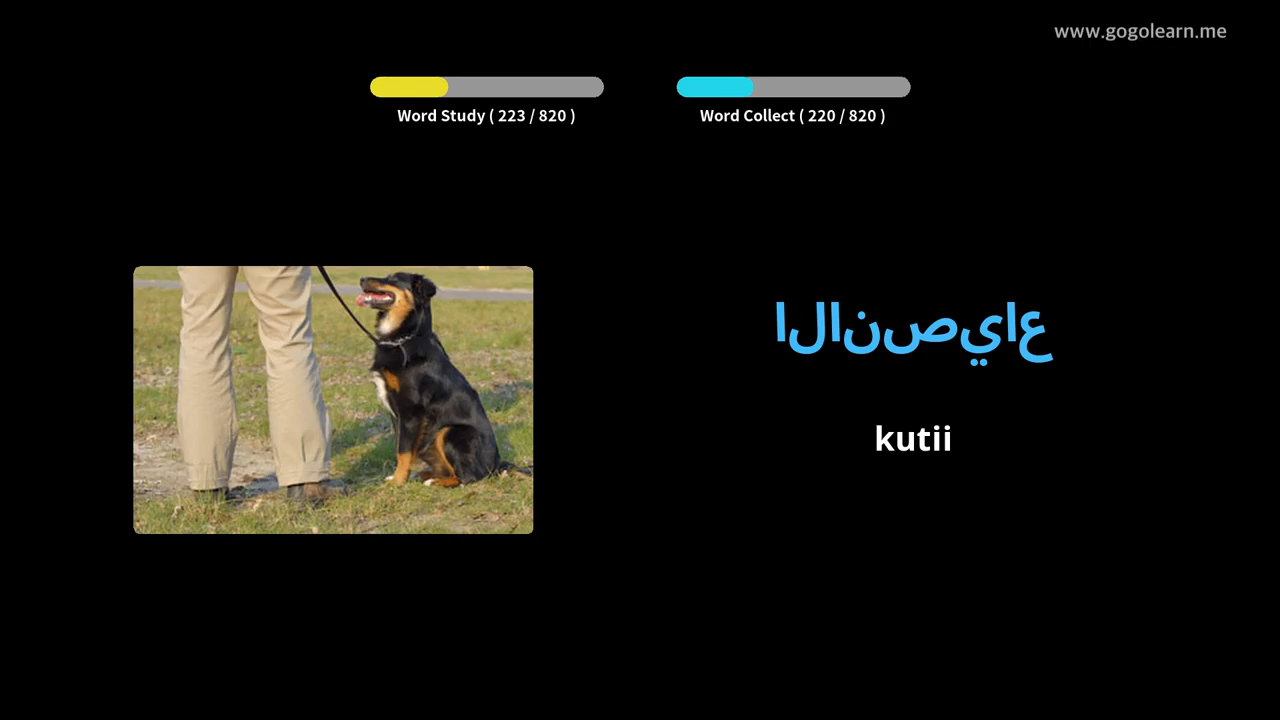 www.gogolearn.me
Word Study ( 223 / 820 )
Word Collect ( 220 / 820 )
الانصياع
kutii